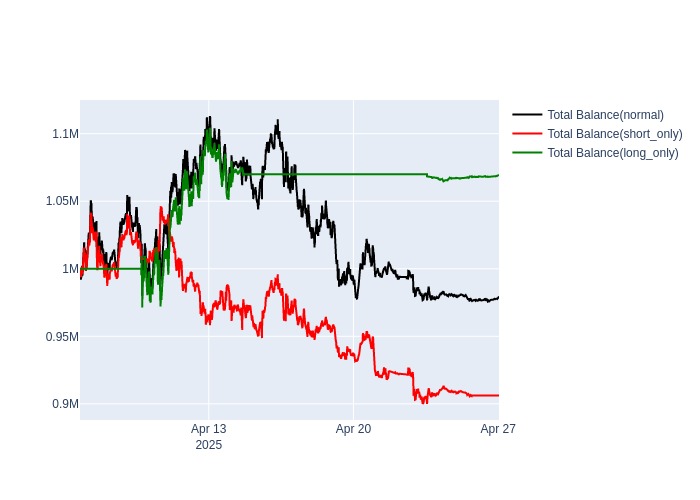 1.1M
1.05M
1M
0.95M
0.9M
Apr 13
2025
Apr 20
Apr 27
Total Balance(normal)
Total Balance(short_only)
Total Balance(long_only)